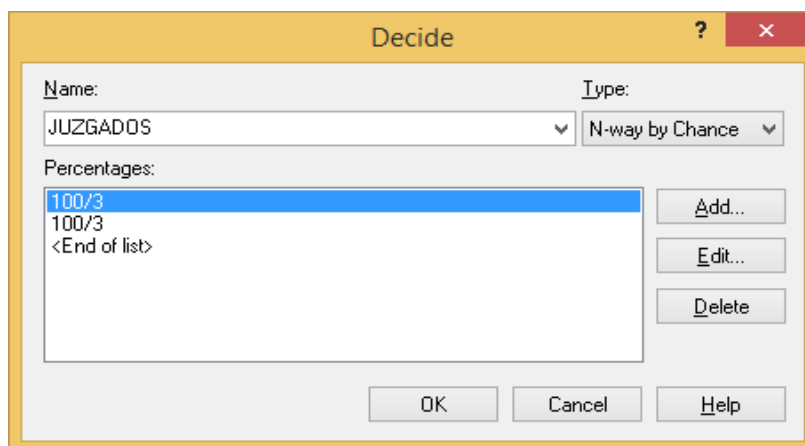 Decide
? ×
Name: Type:
JUZGADOS N-way by Chance
Percentages:
100/3
100/3
<End of list>
Add...
Edit...
Delete
OK Cancel Help